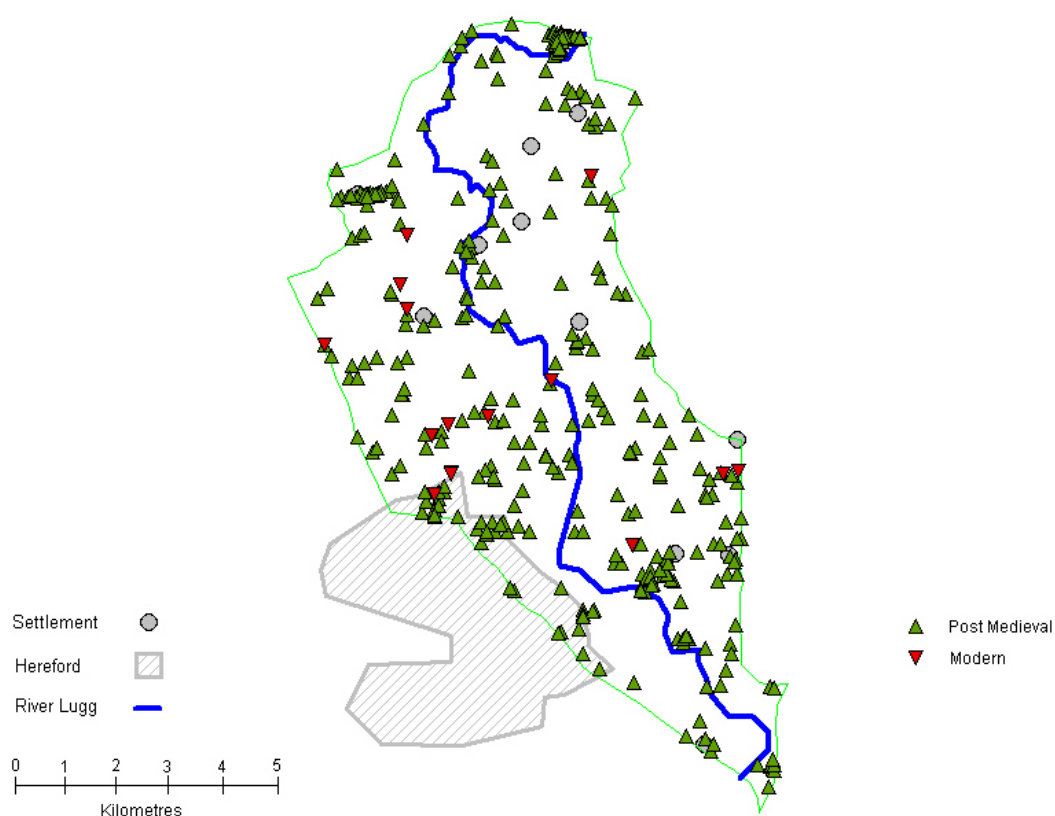 Settlement
Hereford
River Lugg
0 1 2 3 4 5
Kilometres
Post Medieval
Modern